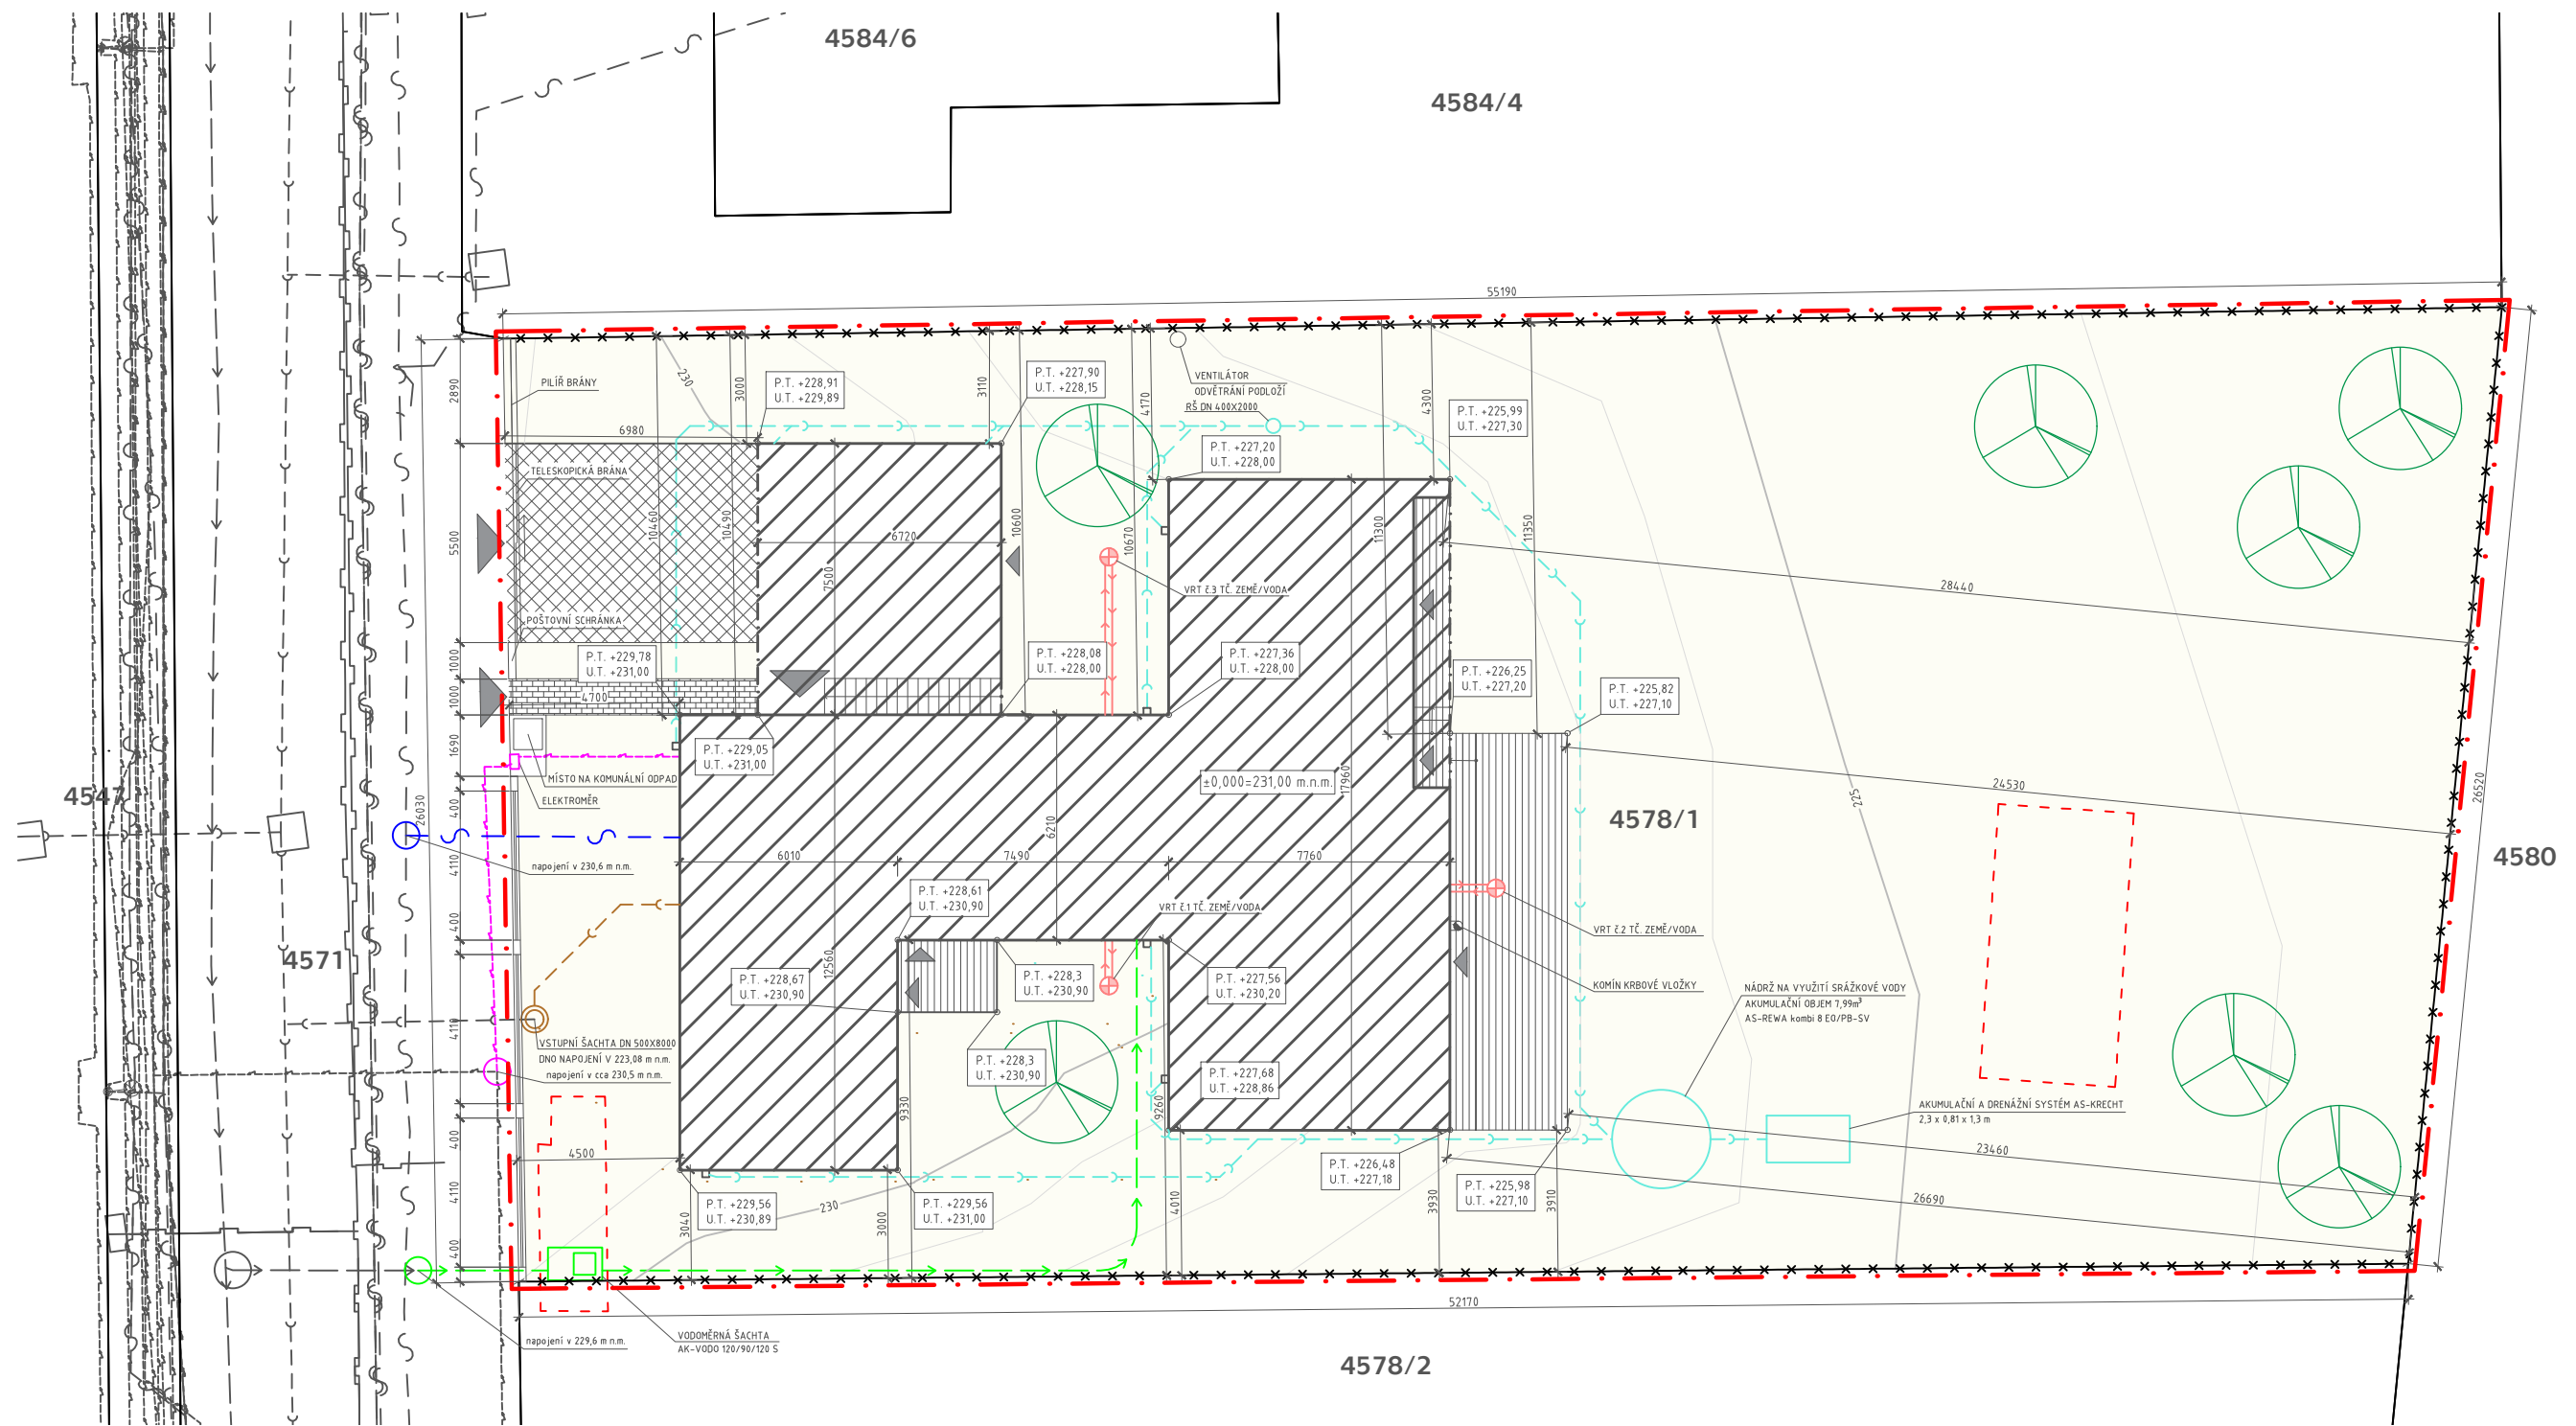 4584/6
4584/4
55190
PILÍŘ BRÁNY
230
3000
P.T. +228,91
U.T. +229,89
3110
P.T. +227,90
U.T. +228,15
VENTILÁTOR
ODVĚTRÁNÍ PODLOŽÍ
RŠ DN 400X2000
4170
4300
P.T. +225,99
U.T. +227,30
2890
6980
TELESKOPICKÁ BRÁNA
P.T. +227,20
U.T. +228,00
5500
10460
10490
6720
7500
10600
10670
11300
11350
VRT č.3 TČ. ZEMĚ/VODA
28440
POŠTOVNÍ SCHRÁNKA
1000
1000
P.T. +229,78
U.T. +231,00
4700
P.T. +228,08
U.T. +228,00
P.T. +227,36
U.T. +228,00
P.T. +226,25
U.T. +227,20
P.T. +225,82
U.T. +227,10
1690
P.T. +229,05
U.T. +231,00
MÍSTO NA KOMUNÁLNÍ ODPAD
ELEKTROMĚR
±0,000=231,00 m.n.m.
17960
24530
26520
225
4547
400
26030
6210
4578/1
4580
4110
napojení v 230,6 m n.m.
6010
7490
7760
400
P.T. +228,61
U.T. +230,90
VRT č.1 TČ. ZEMĚ/VODA
VRT č.2 TČ. ZEMĚ/VODA
4571
12560
P.T. +228,67
U.T. +230,90
P.T. +228,3
U.T. +230,90
P.T. +227,56
U.T. +230,20
KOMÍN KRBOVÉ VLOŽKY
NÁDRŽ NA VYUŽITÍ SRÁŽKOVÉ VODY
AKUMULAČNÍ OBJEM 7,99m³
AS-REWA kombi 8 EO/PB-SV
4110
VSTUPNÍ ŠACHTA DN 500X8000
DNO NAPOJENÍ V 223,08 m n.m.
napojení v cca 230,5 m n.m.
P.T. +228,3
U.T. +230,90
P.T. +227,68
U.T. +228,86
9330
9260
AKUMULAČNÍ A DRENÁŽNÍ SYSTÉM AS-KRECHT
2,3 x 0,81 x 1,3 m
400
4500
23460
P.T. +226,48
U.T. +227,18
P.T. +225,98
U.T. +227,10
26690
4110
3040
P.T. +229,56
U.T. +230,89
230
3000
P.T. +229,56
U.T. +231,00
4010
3930
3910
400
52170
napojení v 229,6 m n.m.
VODOMĚRNÁ ŠACHTA
AK-VODO 120/90/120 S
4578/2